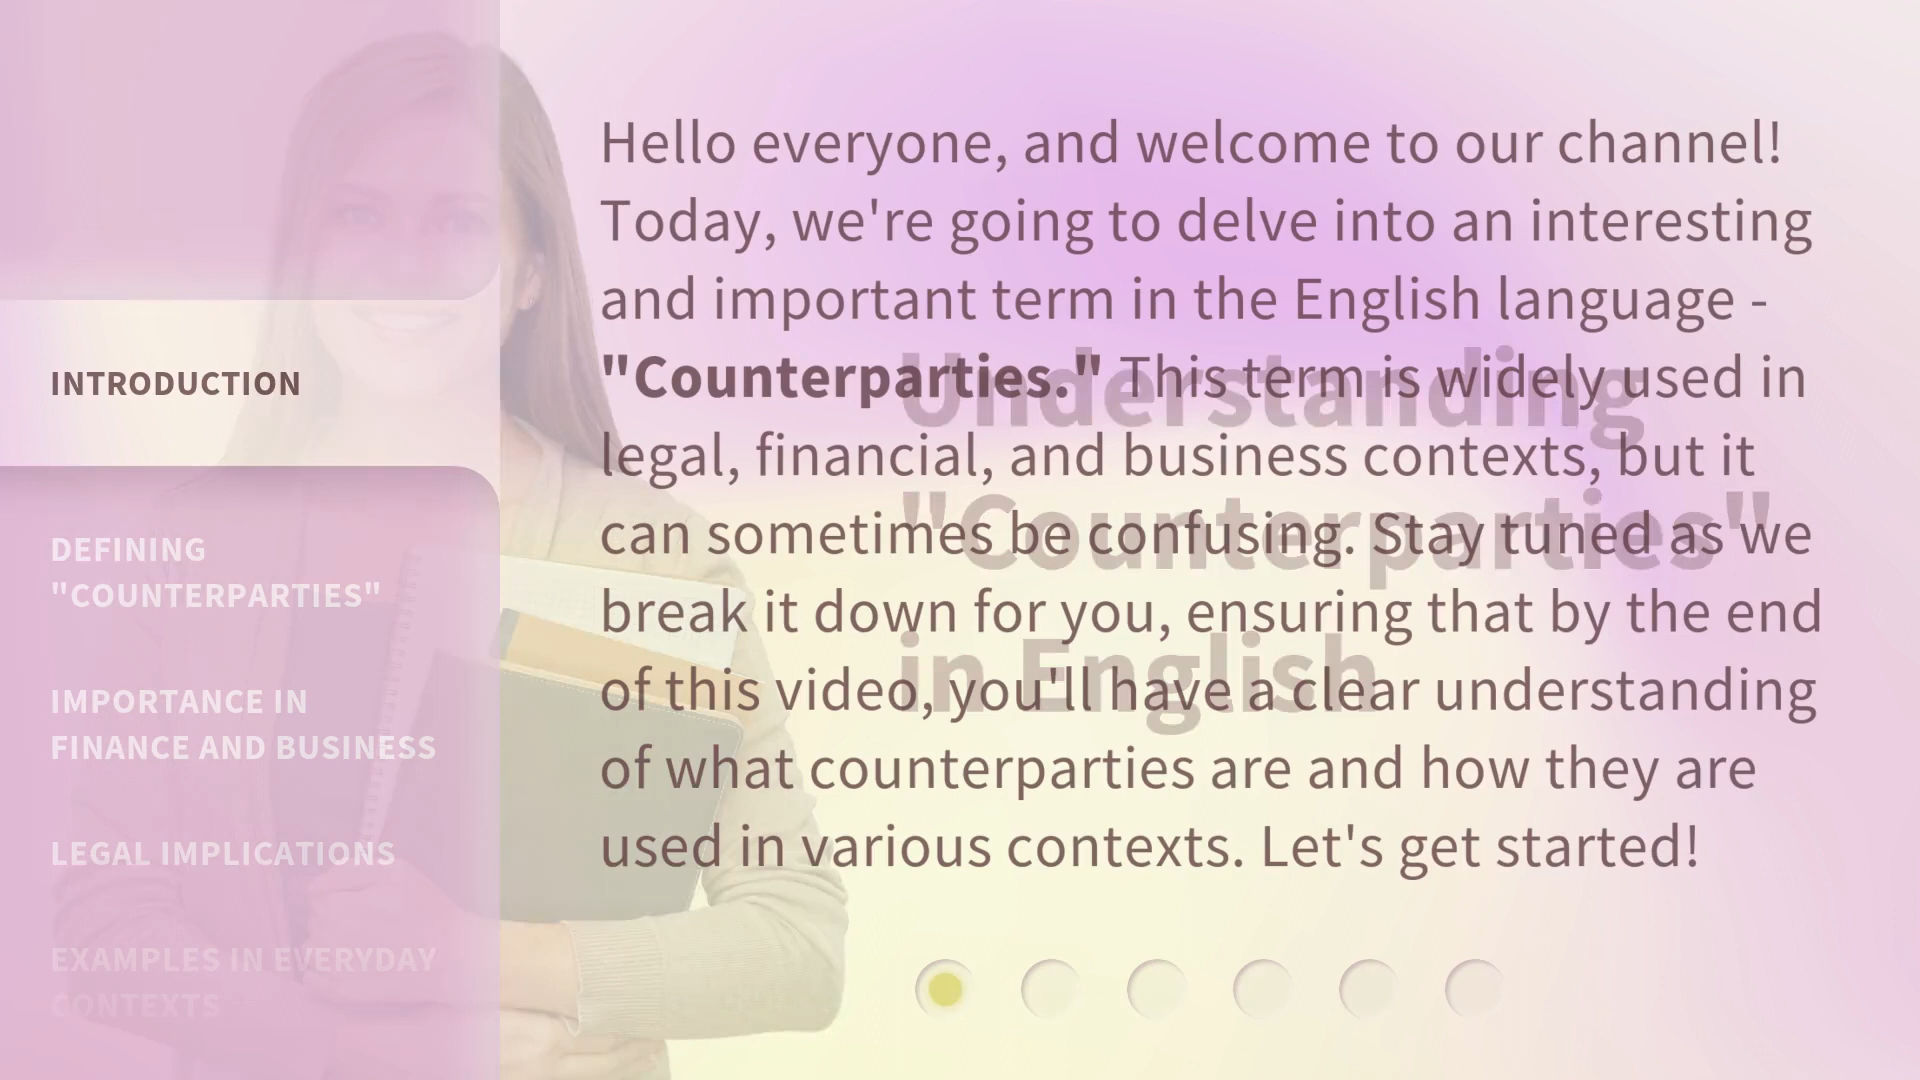 INTRODUCTION
DEFINING
"COUNTERPARTIES"
IMPORTANCE IN
FINANCE AND BUSINESS
LEGAL IMPLICATIONS
EXAMPLES IN EVERYDAY
CONTEXTS
Hello everyone, and welcome to our channel!
Today, we're going to delve into an interesting
and important term in the English language -
"Counterparties." This term is widely used in
legal, financial, and business contexts, but it
can sometimes be confusing. Stay tuned as we
break it down for you, ensuring that by the end
of this video, you'll have a clear understanding
of what counterparties are and how they are
used in various contexts. Let's get started!
Understanding
"Counterparties"
in English